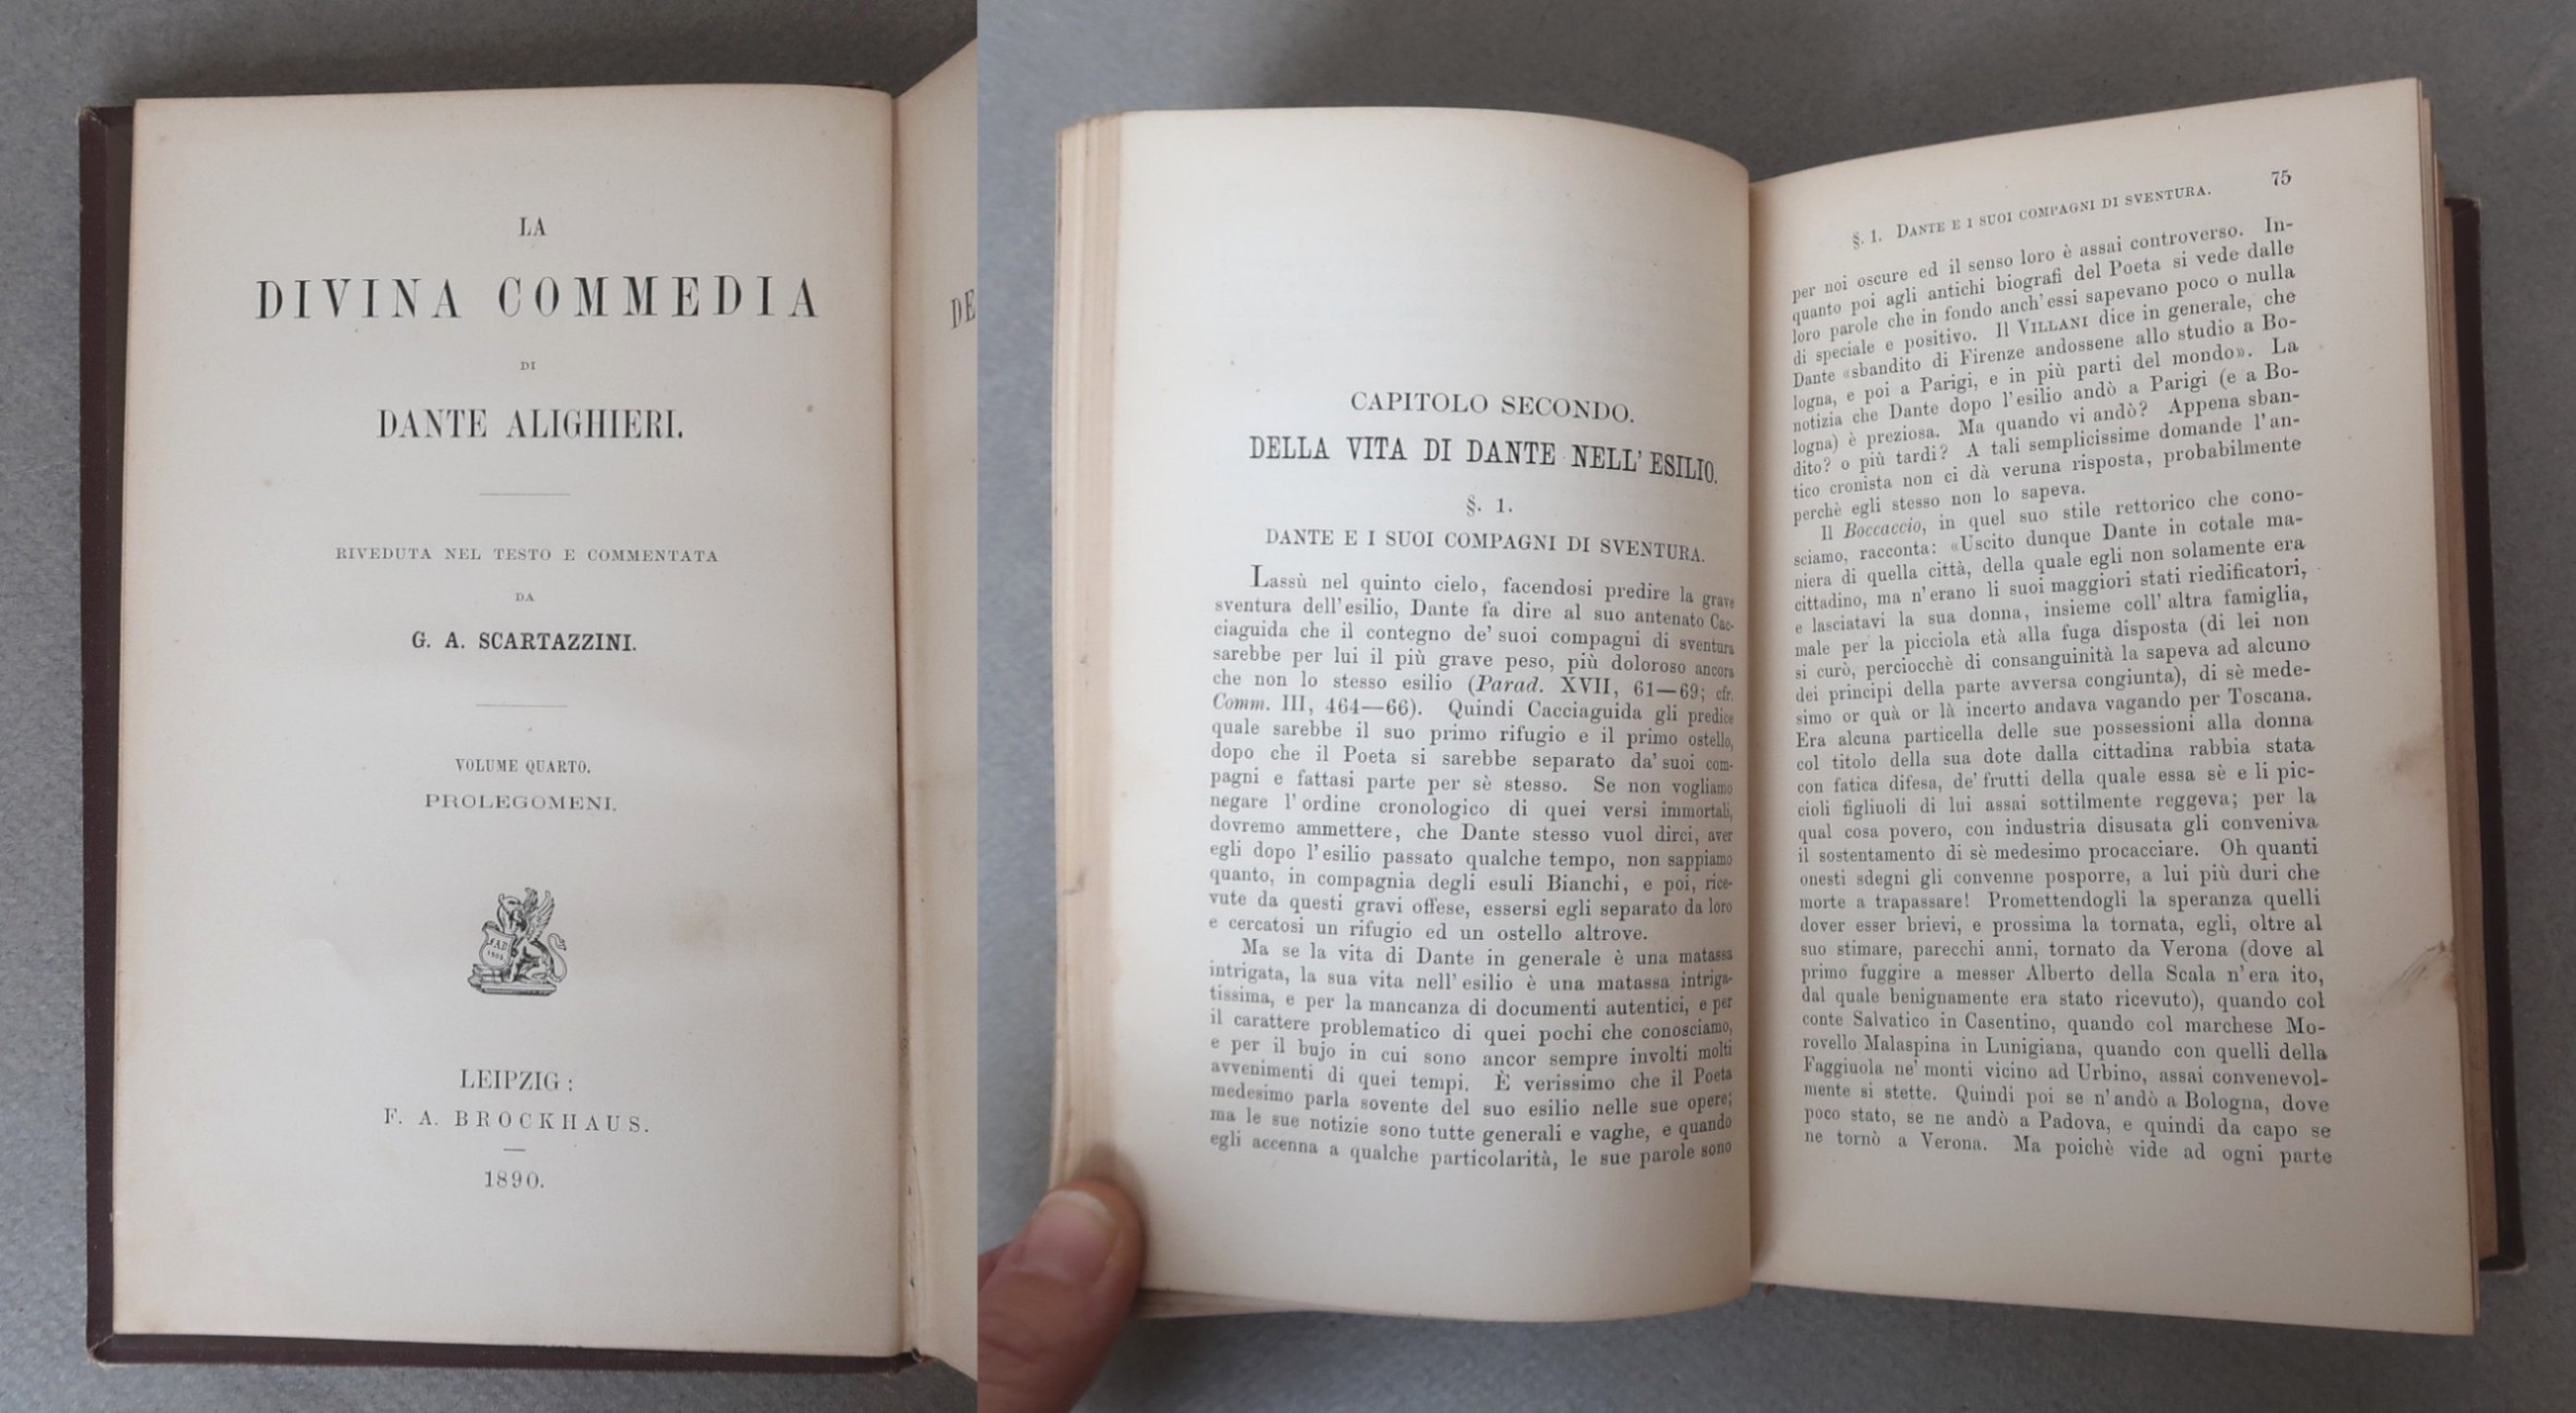 LA
DIVINA COMMEDIA
DI
DANTE ALIGHIERI.
RIVEDUTA NEL TESTO E COMMENTATA
DA
G. A. SCARTAZZINI.
VOLUME QUARTO.
PROLEGOMENI.
LEIPZIG:
F. A. BROCKHAUS.
1890.
DE
CAPITOLO SECONDO.
DELLA VITA DI DANTE NELL' ESILIO.
§. 1.
DANTE E I SUOI COMPAGNI DI SVENTURA.
Lassù nel quinto cielo, facendosi predire la grave
sventura dell'esilio, Dante fa dire al suo antenato Cac-
ciaguida che il contegno de' suoi compagni di sventura
sarebbe per lui il più grave peso, più doloroso ancora
che non lo stesso esilio (Parad. XVII, 61—69; cfr.
Comm. III, 464—66). Quindi Cacciaguida gli predice
quale sarebbe il suo primo rifugio e il primo ostello,
dopo che il Poeta si sarebbe separato da' suoi com-
pagni e fattasi parte per sè stesso. Se non vogliamo
negare l'ordine cronologico di quei versi immortali,
dovremo ammettere, che Dante stesso vuol dirci, aver
egli dopo l'esilio passato qualche tempo, non sappiamo
quanto, in compagnia degli esuli Bianchi, e poi, rice-
vute da questi gravi offese, essersi egli separato da loro
e cercatosi un rifugio ed un ostello altrove.
Ma se la vita di Dante in generale è una matassa
intrigata, la sua vita nell'esilio è una matassa intriga-
tissima, e per la mancanza di documenti autentici, e per
il carattere problematico di quei pochi che conosciamo,
e per il bujo in cui sono ancor sempre involti molti
avvenimenti di quei tempi. È verissimo che il Poeta
medesimo parla sovente del suo esilio nelle sue opere;
ma le sue notizie sono tutte generali e vaghe, e quando
egli accenna a qualche particolarità, le sue parole sono
§. 1. DANTE E I SUOI COMPAGNI DI SVENTURA. 75
per noi oscure ed il senso loro è assai controverso. In-
quanto poi agli antichi biografi del Poeta si vede dalle
loro parole che in fondo anch'essi sapevano poco o nulla
di speciale e positivo. Il VILLANI dice in generale, che
Dante «sbandito di Firenze andossene allo studio a Bo-
logna, e poi a Parigi, e in più parti del mondo». La
notizia che Dante dopo l'esilio andò a Parigi (e a Bo-
logna) è preziosa. Ma quando vi andò? Appena sban-
dito? o più tardi? A tali semplicissime domande l'an-
tico cronista non ci dà veruna risposta, probabilmente
perchè egli stesso non lo sapeva.
Il Boccaccio, in quel suo stile rettorico che cono-
sciamo, racconta: «Uscito dunque Dante in cotale ma-
niera di quella città, della quale egli non solamente era
cittadino, ma n'erano li suoi maggiori stati riedificatori,
e lasciatavi la sua donna, insieme coll'altra famiglia,
male per la picciola età alla fuga disposta (di lei non
si curò, perciocchè di consanguinità la sapeva ad alcuno
dei principi della parte avversa congiunta), di sè mede-
simo or quà or là incerto andava vagando per Toscana.
Era alcuna particella delle sue possessioni alla donna
col titolo della sua dote dalla cittadina rabbia stata
con fatica difesa, de' frutti della quale essa sè e li pic-
cioli figliuoli di lui assai sottilmente reggeva; per la
qual cosa povero, con industria disusata gli conveniva
il sostentamento di sè medesimo procacciare. Oh quanti
onesti sdegni gli convenne posporre, a lui più duri che
morte a trapassare! Promettendogli la speranza quelli
dover esser brievi, e prossima la tornata, egli, oltre al
suo stimare, parecchi anni, tornato da Verona (dove al
primo fuggire a messer Alberto della Scala n'era ito,
dal quale benignamente era stato ricevuto), quando col
conte Salvatico in Casentino, quando col marchese Mo-
rovello Malaspina in Lunigiana, quando con quelli della
Faggiuola ne' monti vicino ad Urbino, assai convenevol-
mente si stette. Quindi poi se n'andò a Bologna, dove
poco stato, se ne andò a Padova, e quindi da capo se
ne tornò a Verona. Ma poichè vide ad ogni parte